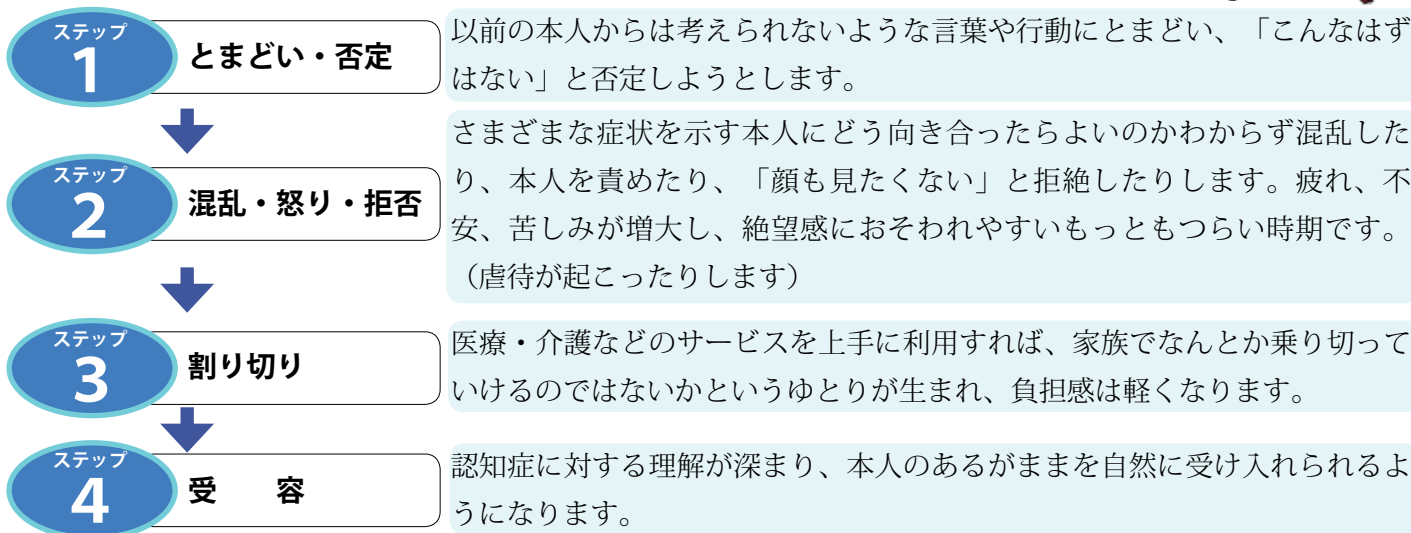 ステップ
1
とまどい・否定
以前の本人からは考えられないような言葉や行動にとまどい、「こんなはず
はない」と否定しようとします。
ステップ
2
混乱・怒り・拒否
さまざまな症状を示す本人にどう向き合ったらよいのかわからず混乱した
り、本人を責めたり、「顔も見たくない」と拒絶したりします。疲れ、不
安、苦しみが増大し、絶望感におそわれやすいもっともつらい時期です。
（虐待が起こったりします）
ステップ
3
割り切り
医療・介護などのサービスを上手に利用すれば、家族でなんとか乗り切って
いけるのではないかというゆとりが生まれ、負担感は軽くなります。
ステップ
4
受　容
認知症に対する理解が深まり、本人のあるがままを自然に受け入れられるよ
うになります。